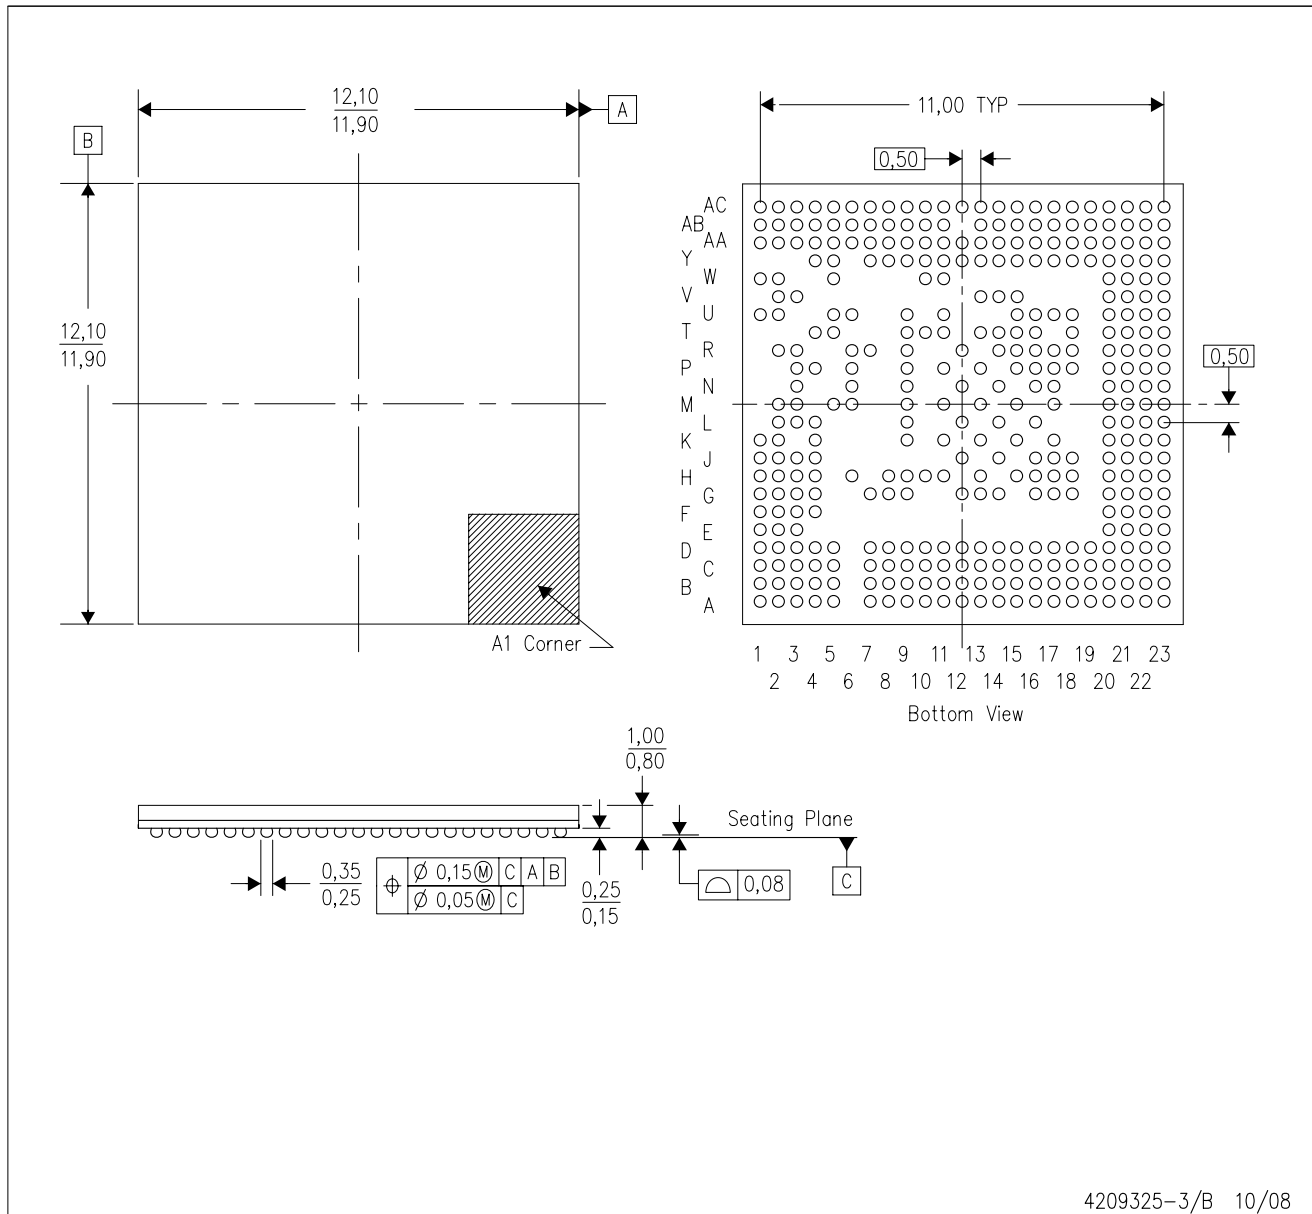 12,10
11,90
A
B
12,10
11,90
A1 Corner
11,00 TYP
0,50
AC
AB
AA
Y
W
V
U
T
R
P
N
M
L
K
J
H
G
F
E
D
C
B
A
0,50
1 3 5 7 9 11 13 15 17 19 21 23
2 4 6 8 10 12 14 16 18 20 22
Bottom View
1,00
0,80
Seating Plane
0,35
0,25
Ø 0,15 Ⓜ C A B
Ø 0,05 Ⓜ C
0,25
0,15
0,08
C
4209325-3/B 10/08